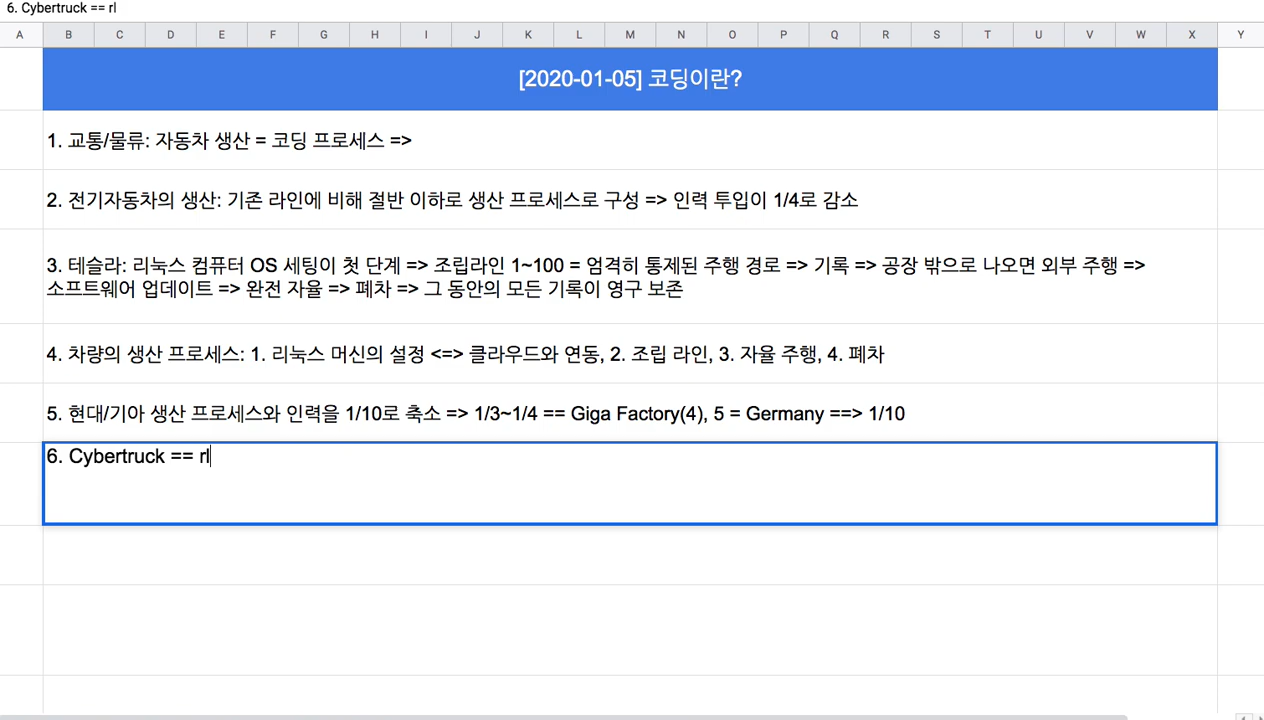 6. Cybertruck == rl
A B C D E F G H I J K L M N O P Q R S T U V W X Y
[2020-01-05] 코딩이란?
1. 교통/물류: 자동차 생산 = 코딩 프로세스 =>
2. 전기자동차의 생산: 기존 라인에 비해 절반 이하로 생산 프로세스로 구성 => 인력 투입이 1/4로 감소
3. 테슬라: 리눅스 컴퓨터 OS 세팅이 첫 단계 => 조립라인 1~100 = 엄격히 통제된 주행 경로 => 기록 => 공장 밖으로 나오면 외부 주행 =>
소프트웨어 업데이트 => 완전 자율 => 폐차 => 그 동안의 모든 기록이 영구 보존
4. 차량의 생산 프로세스: 1. 리눅스 머신의 설정 <=> 클라우드와 연동, 2. 조립 라인, 3. 자율 주행, 4. 폐차
5. 현대/기아 생산 프로세스와 인력을 1/10로 축소 => 1/3~1/4 == Giga Factory(4), 5 = Germany ==> 1/10
6. Cybertruck == rl